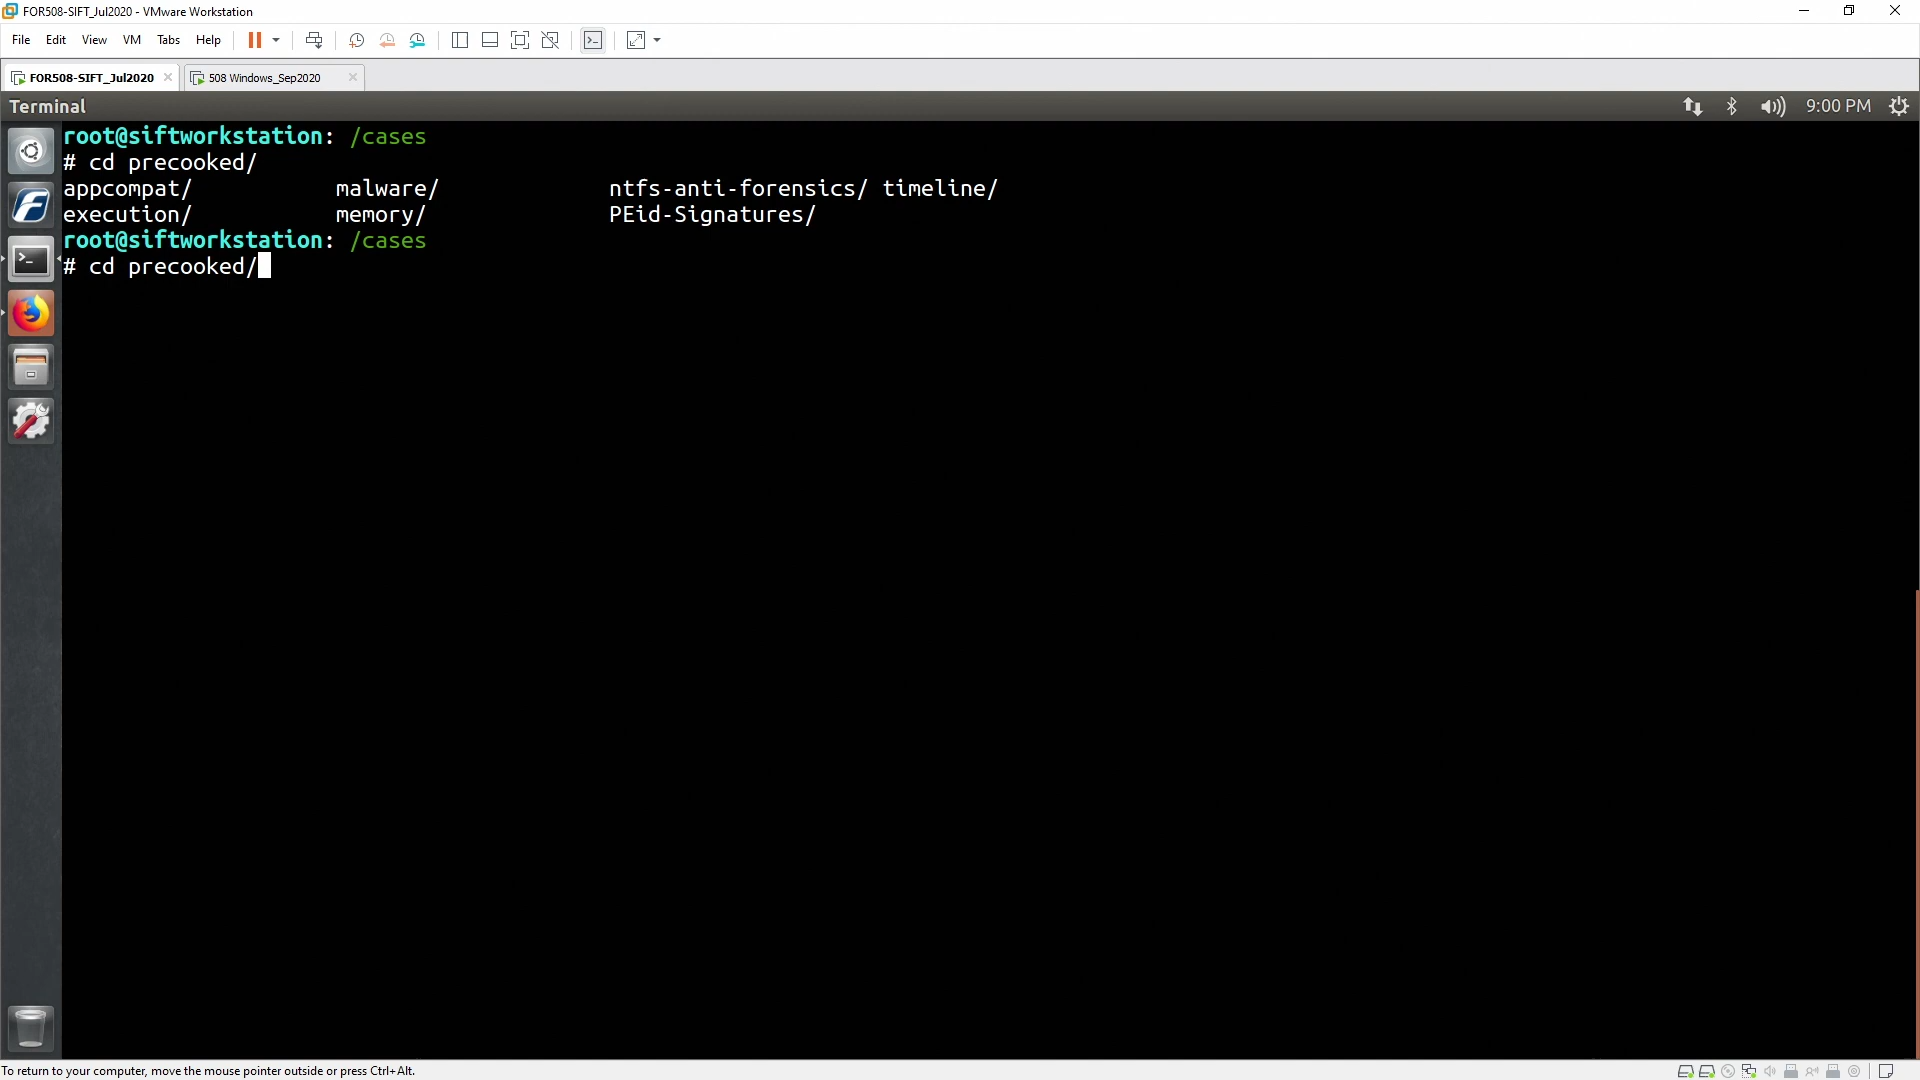 FOR508-SIFT_Jul2020 - VMware Workstation
File Edit View VM Tabs Help
FOR508-SIFT_Jul2020 508 Windows_Sep2020
Terminal 9:00 PM
root@siftworkstation: /cases
# cd precooked/
appcompat/ malware/ ntfs-anti-forensics/ timeline/
execution/ memory/ PEid-Signatures/
root@siftworkstation: /cases
# cd precooked/
To return to your computer, move the mouse pointer outside or press Ctrl+Alt.